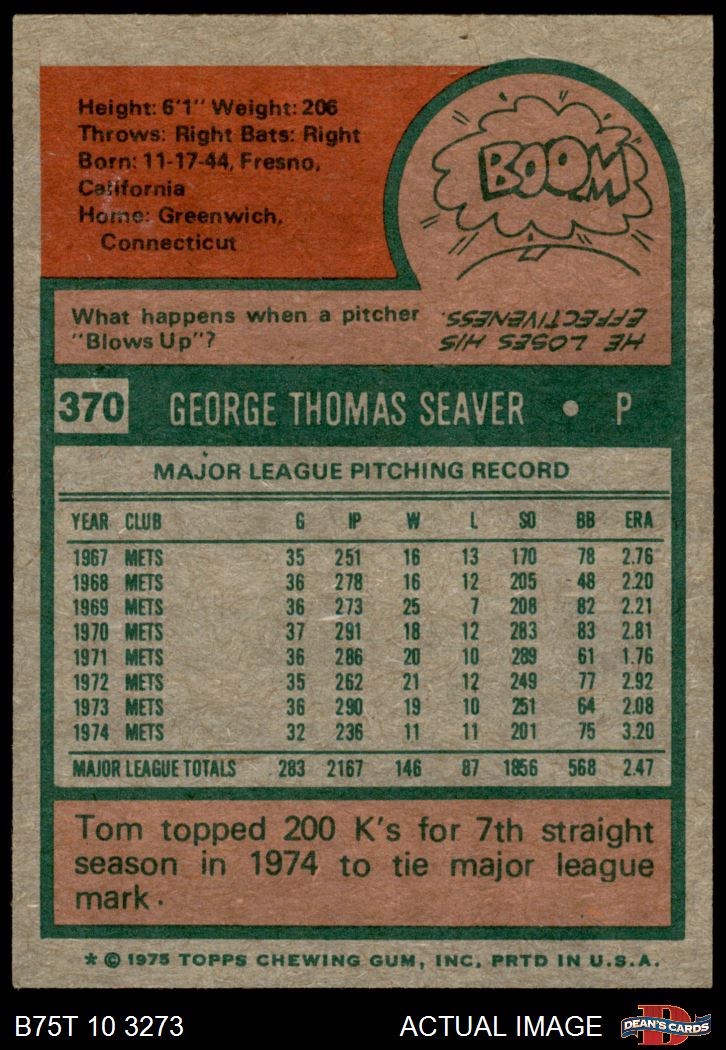 Height: 6'1" Weight: 206
Throws: Right Bats: Right
Born: 11-17-44, Fresno,
California
Home: Greenwich,
Connecticut
BOOM
What happens when a pitcher
"Blows Up"?
HE LOSES HIS
EFFECTIVENESS.
370 GEORGE THOMAS SEAVER • P
MAJOR LEAGUE PITCHING RECORD
YEAR CLUB G IP W L SO BB ERA
1967 METS 35 251 16 13 170 78 2.76
1968 METS 36 278 16 12 205 48 2.20
1969 METS 36 273 25 7 208 82 2.21
1970 METS 37 291 18 12 283 83 2.81
1971 METS 36 286 20 10 289 61 1.76
1972 METS 35 262 21 12 249 77 2.92
1973 METS 36 290 19 10 251 64 2.08
1974 METS 32 236 11 11 201 75 3.20
MAJOR LEAGUE TOTALS 283 2167 146 87 1856 568 2.47
Tom topped 200 K's for 7th straight
season in 1974 to tie major league
mark.
* © 1975 TOPPS CHEWING GUM, INC. PRTD IN U.S.A.
B75T 10 3273 ACTUAL IMAGE D DEAN'S CARDS